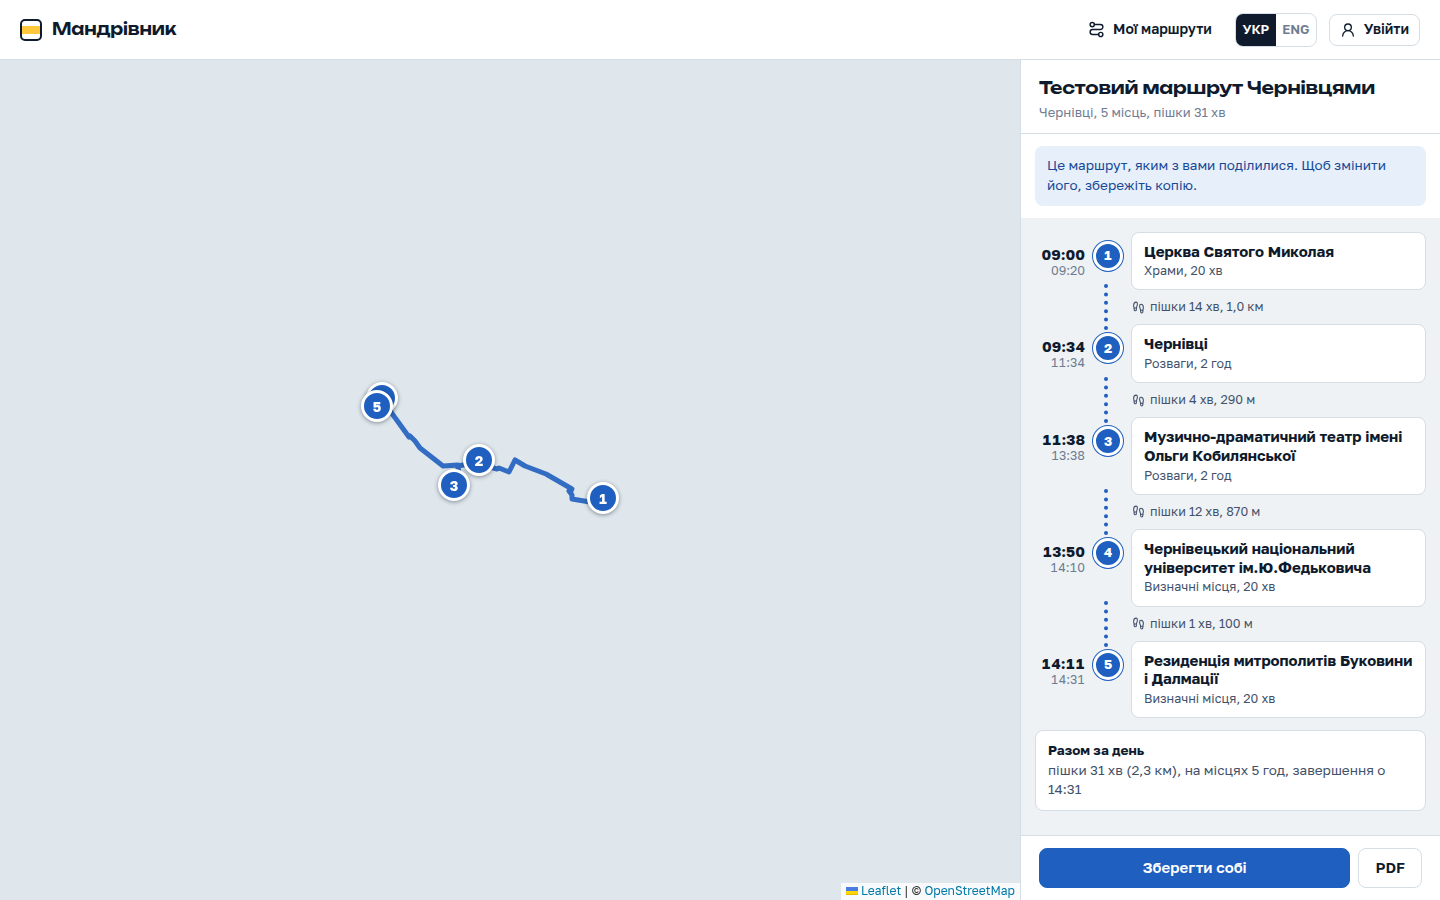 Мандрівник
Мої маршрути
УКР ENG
Увійти
Тестовий маршрут Чернівцями
Чернівці, 5 місць, пішки 31 хв
Це маршрут, яким з вами поділилися. Щоб змінити
його, збережіть копію.
09:00
09:20
1
Церква Святого Миколая
Храми, 20 хв
пішки 14 хв, 1,0 км
09:34
11:34
2
Чернівці
Розваги, 2 год
пішки 4 хв, 290 м
11:38
13:38
3
Музично-драматичний театр імені
Ольги Кобилянської
Розваги, 2 год
пішки 12 хв, 870 м
13:50
14:10
4
Чернівецький національний
університет ім.Ю.Федьковича
Визначні місця, 20 хв
пішки 1 хв, 100 м
14:11
14:31
5
Резиденція митрополитів Буковини
і Далмації
Визначні місця, 20 хв
Разом за день
пішки 31 хв (2,3 км), на місцях 5 год, завершення о
14:31
Зберегти собі
PDF
5
2
3
1
Leaflet | © OpenStreetMap